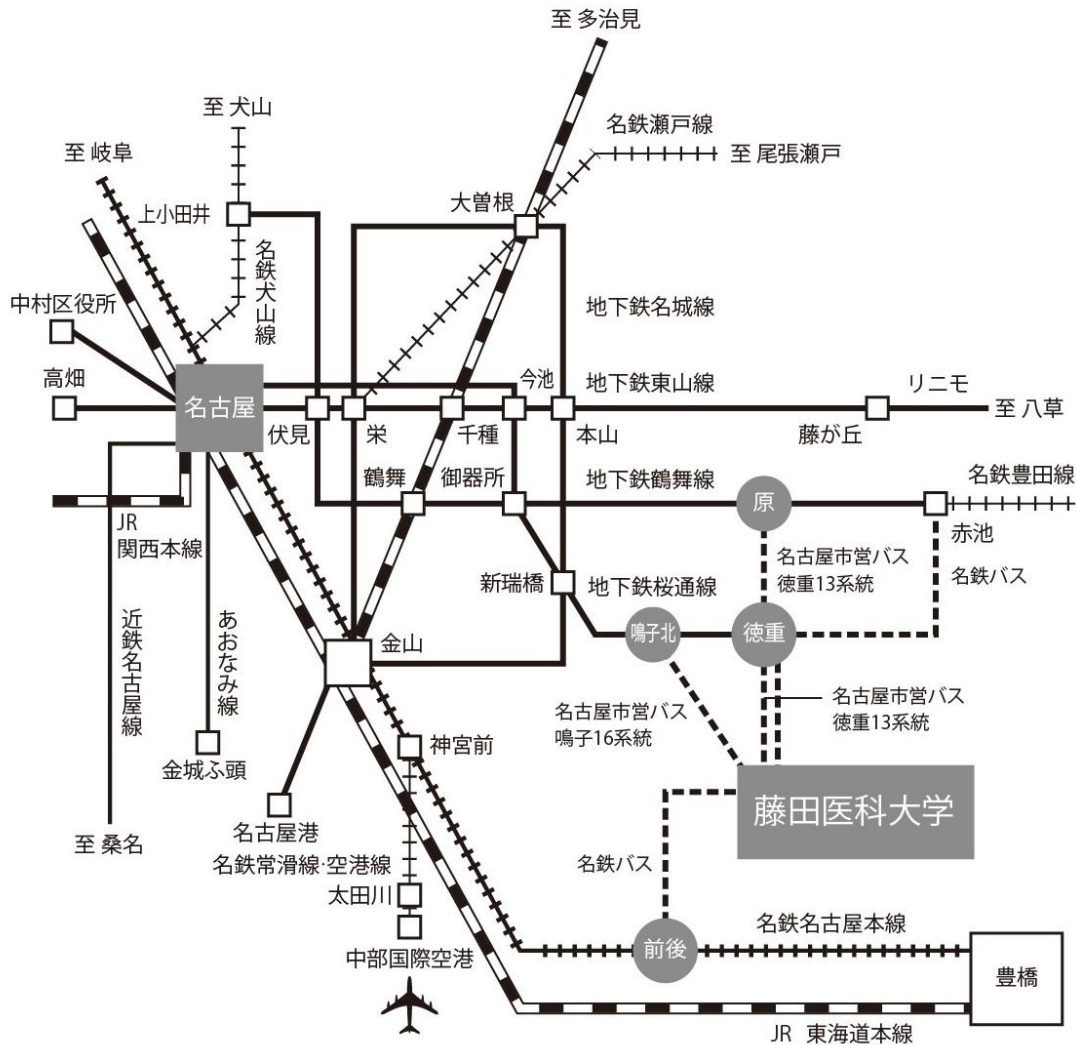 至 多治見
至 犬山
名鉄瀬戸線
至 岐阜
至 尾張瀬戸
上小田井
大曽根
名鉄犬山線
中村区役所
地下鉄名城線
高畑
名古屋
今池
地下鉄東山線
リニモ
至 八草
伏見
栄
千種
本山
藤が丘
鶴舞
御器所
地下鉄鶴舞線
原
名鉄豊田線
赤池
JR
関西本線
名古屋市営バス
徳重13系統
名鉄バス
新瑞橋
地下鉄桜通線
鳴子北
徳重
近鉄名古屋線
あおなみ線
金山
名古屋市営バス
鳴子16系統
名古屋市営バス
徳重13系統
神宮前
金城ふ頭
藤田医科大学
名古屋港
至 桑名
名鉄常滑線·空港線
名鉄バス
太田川
名鉄名古屋本線
前後
中部国際空港
豊橋
JR 東海道本線